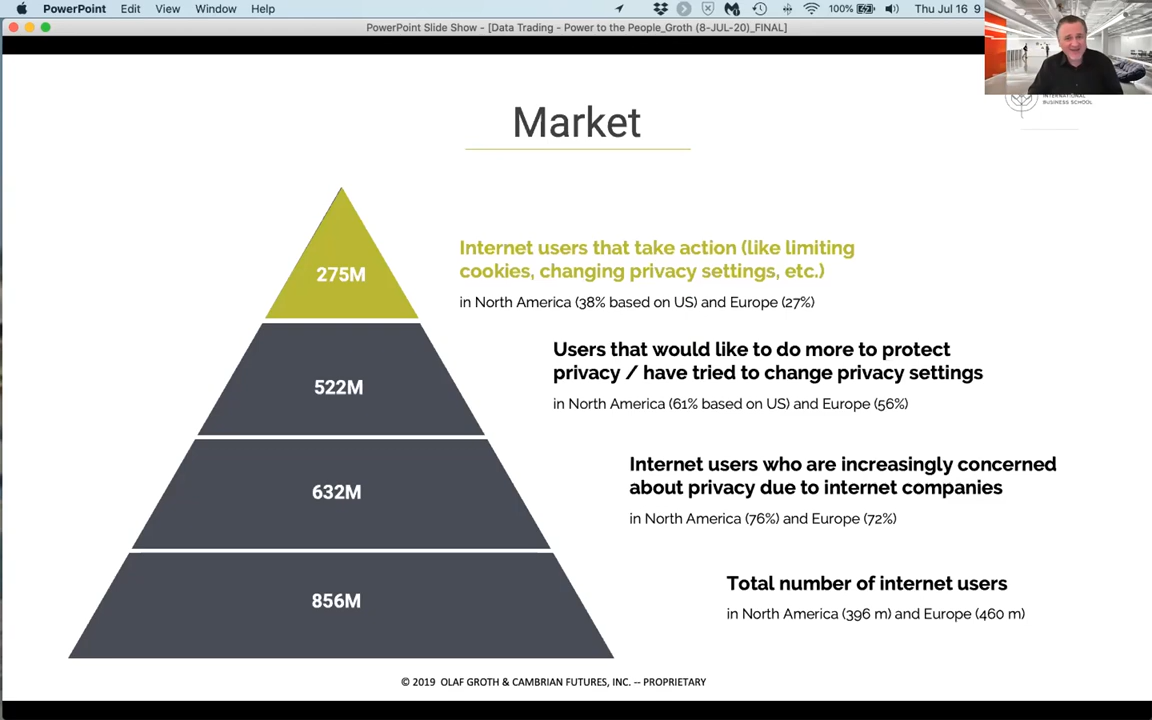 PowerPoint Edit View Window Help 100% Thu Jul 16 9
PowerPoint Slide Show - [Data Trading - Power to the People_Groth (8-JUL-20)_FINAL]
INTERNATIONAL
BUSINESS SCHOOL
Market
275M
Internet users that take action (like limiting
cookies, changing privacy settings, etc.)
in North America (38% based on US) and Europe (27%)
522M
Users that would like to do more to protect
privacy / have tried to change privacy settings
in North America (61% based on US) and Europe (56%)
632M
Internet users who are increasingly concerned
about privacy due to internet companies
in North America (76%) and Europe (72%)
856M
Total number of internet users
in North America (396 m) and Europe (460 m)
© 2019 OLAF GROTH & CAMBRIAN FUTURES, INC. -- PROPRIETARY